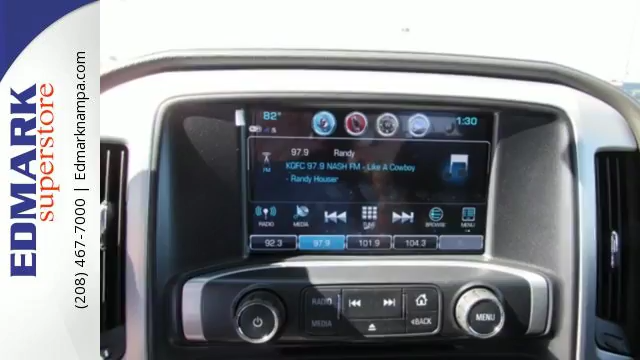 EDMARK
superstore
(208) 467-7000 | Edmarknampa.com
82°
1:30
97.9 Randy
FM
KQFC 97.9 NASH FM - Like A Cowboy
- Randy Houser
RADIO MEDIA TUNE BROWSE MENU
92.3 97.9 101.9 104.3
RADIO
MEDIA
BACK
MENU